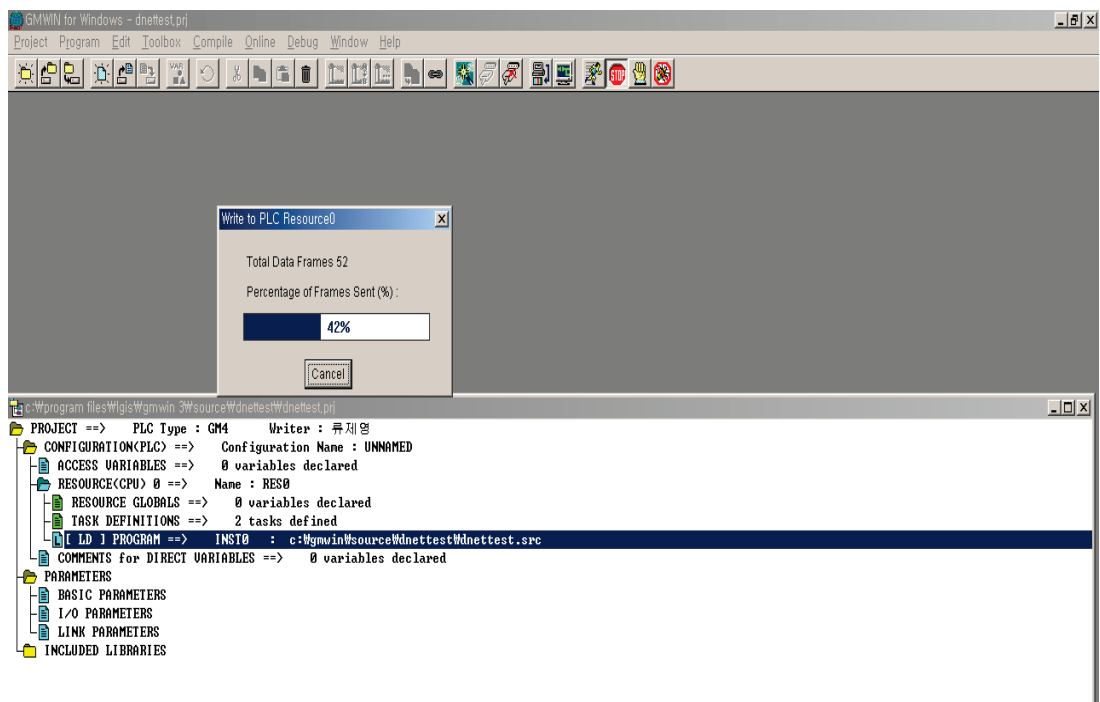 GMWIN for Windows - dnettest.prj
Project Program Edit Toolbox Compile Online Debug Window Help
VAR
STOP
Write to PLC Resource0
Total Data Frames 52
Percentage of Frames Sent (%) :
42%
Cancel
c:₩program files₩lgis₩gmwin 3₩source₩dnettest₩dnettest.prj
PROJECT ==> PLC Type : GM4 Writer : 류제영
CONFIGURATION(PLC) ==> Configuration Name : UNNAMED
ACCESS VARIABLES ==> 0 variables declared
RESOURCE(CPU) 0 ==> Name : RES0
RESOURCE GLOBALS ==> 0 variables declared
TASK DEFINITIONS ==> 2 tasks defined
[ LD ] PROGRAM ==> INST0 : c:₩gmwin₩source₩dnettest₩dnettest.src
COMMENTS for DIRECT VARIABLES ==> 0 variables declared
PARAMETERS
BASIC PARAMETERS
I/O PARAMETERS
LINK PARAMETERS
INCLUDED LIBRARIES